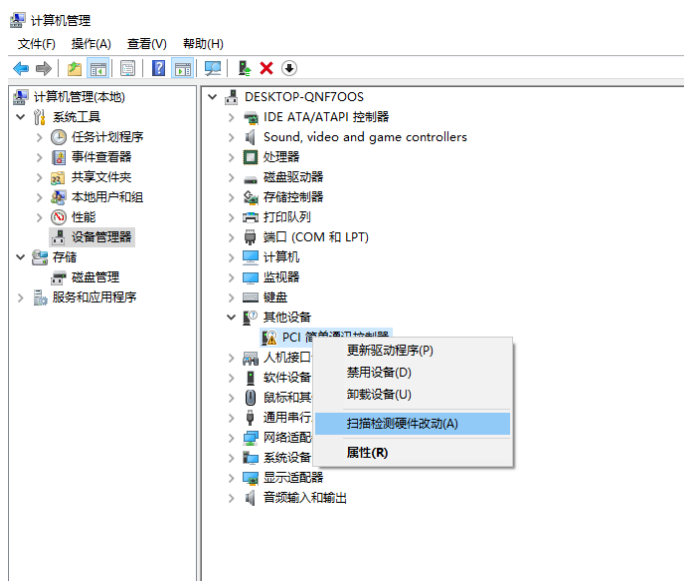 计算机管理
文件(F) 操作(A) 查看(V) 帮助(H)
计算机管理(本地)
系统工具
任务计划程序
事件查看器
共享文件夹
本地用户和组
性能
设备管理器
存储
磁盘管理
服务和应用程序
DESKTOP-QNF7OOS
IDE ATA/ATAPI 控制器
Sound, video and game controllers
处理器
磁盘驱动器
存储控制器
打印队列
端口 (COM 和 LPT)
计算机
监视器
键盘
其他设备
PCI 简单通讯控制器
人机接口
软件设备
鼠标和其
通用串行
网络适配
系统设备
显示适配器
音频输入和输出
更新驱动程序(P)
禁用设备(D)
卸载设备(U)
扫描检测硬件改动(A)
属性(R)